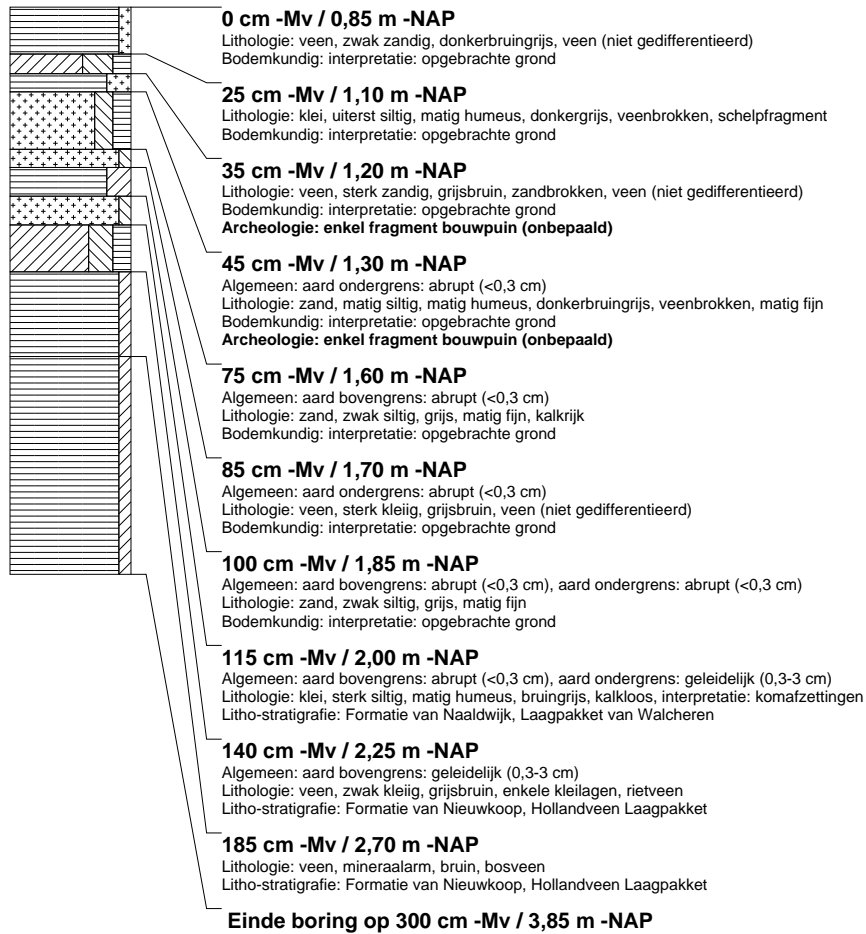 0 cm -Mv / 0,85 m -NAP
Lithologie: veen, zwak zandig, donkerbruingrijs, veen (niet gedifferentieerd)
Bodemkundig: interpretatie: opgebrachte grond
25 cm -Mv / 1,10 m -NAP
Lithologie: klei, uiterst siltig, matig humeus, donkergrijs, veenbrokken, schelpfragment
Bodemkundig: interpretatie: opgebrachte grond
35 cm -Mv / 1,20 m -NAP
Lithologie: veen, sterk zandig, grijsbruin, zandbrokken, veen (niet gedifferentieerd)
Bodemkundig: interpretatie: opgebrachte grond
Archeologie: enkel fragment bouwpuin (onbepaald)
45 cm -Mv / 1,30 m -NAP
Algemeen: aard ondergrens: abrupt (<0,3 cm)
Lithologie: zand, matig siltig, matig humeus, donkerbruingrijs, veenbrokken, matig fijn
Bodemkundig: interpretatie: opgebrachte grond
Archeologie: enkel fragment bouwpuin (onbepaald)
75 cm -Mv / 1,60 m -NAP
Algemeen: aard bovengrens: abrupt (<0,3 cm)
Lithologie: zand, zwak siltig, grijs, matig fijn, kalkrijk
Bodemkundig: interpretatie: opgebrachte grond
85 cm -Mv / 1,70 m -NAP
Algemeen: aard ondergrens: abrupt (<0,3 cm)
Lithologie: veen, sterk kleiig, grijsbruin, veen (niet gedifferentieerd)
Bodemkundig: interpretatie: opgebrachte grond
100 cm -Mv / 1,85 m -NAP
Algemeen: aard bovengrens: abrupt (<0,3 cm), aard ondergrens: abrupt (<0,3 cm)
Lithologie: zand, zwak siltig, grijs, matig fijn
Bodemkundig: interpretatie: opgebrachte grond
115 cm -Mv / 2,00 m -NAP
Algemeen: aard bovengrens: abrupt (<0,3 cm), aard ondergrens: geleidelijk (0,3-3 cm)
Lithologie: klei, sterk siltig, matig humeus, bruingrijs, kalkloos, interpretatie: komafzettingen
Litho-stratigrafie: Formatie van Naaldwijk, Laagpakket van Walcheren
140 cm -Mv / 2,25 m -NAP
Algemeen: aard bovengrens: geleidelijk (0,3-3 cm)
Lithologie: veen, zwak kleiig, grijsbruin, enkele kleilagen, rietveen
Litho-stratigrafie: Formatie van Nieuwkoop, Hollandveen Laagpakket
185 cm -Mv / 2,70 m -NAP
Lithologie: veen, mineraalarm, bruin, bosveen
Litho-stratigrafie: Formatie van Nieuwkoop, Hollandveen Laagpakket
Einde boring op 300 cm -Mv / 3,85 m -NAP